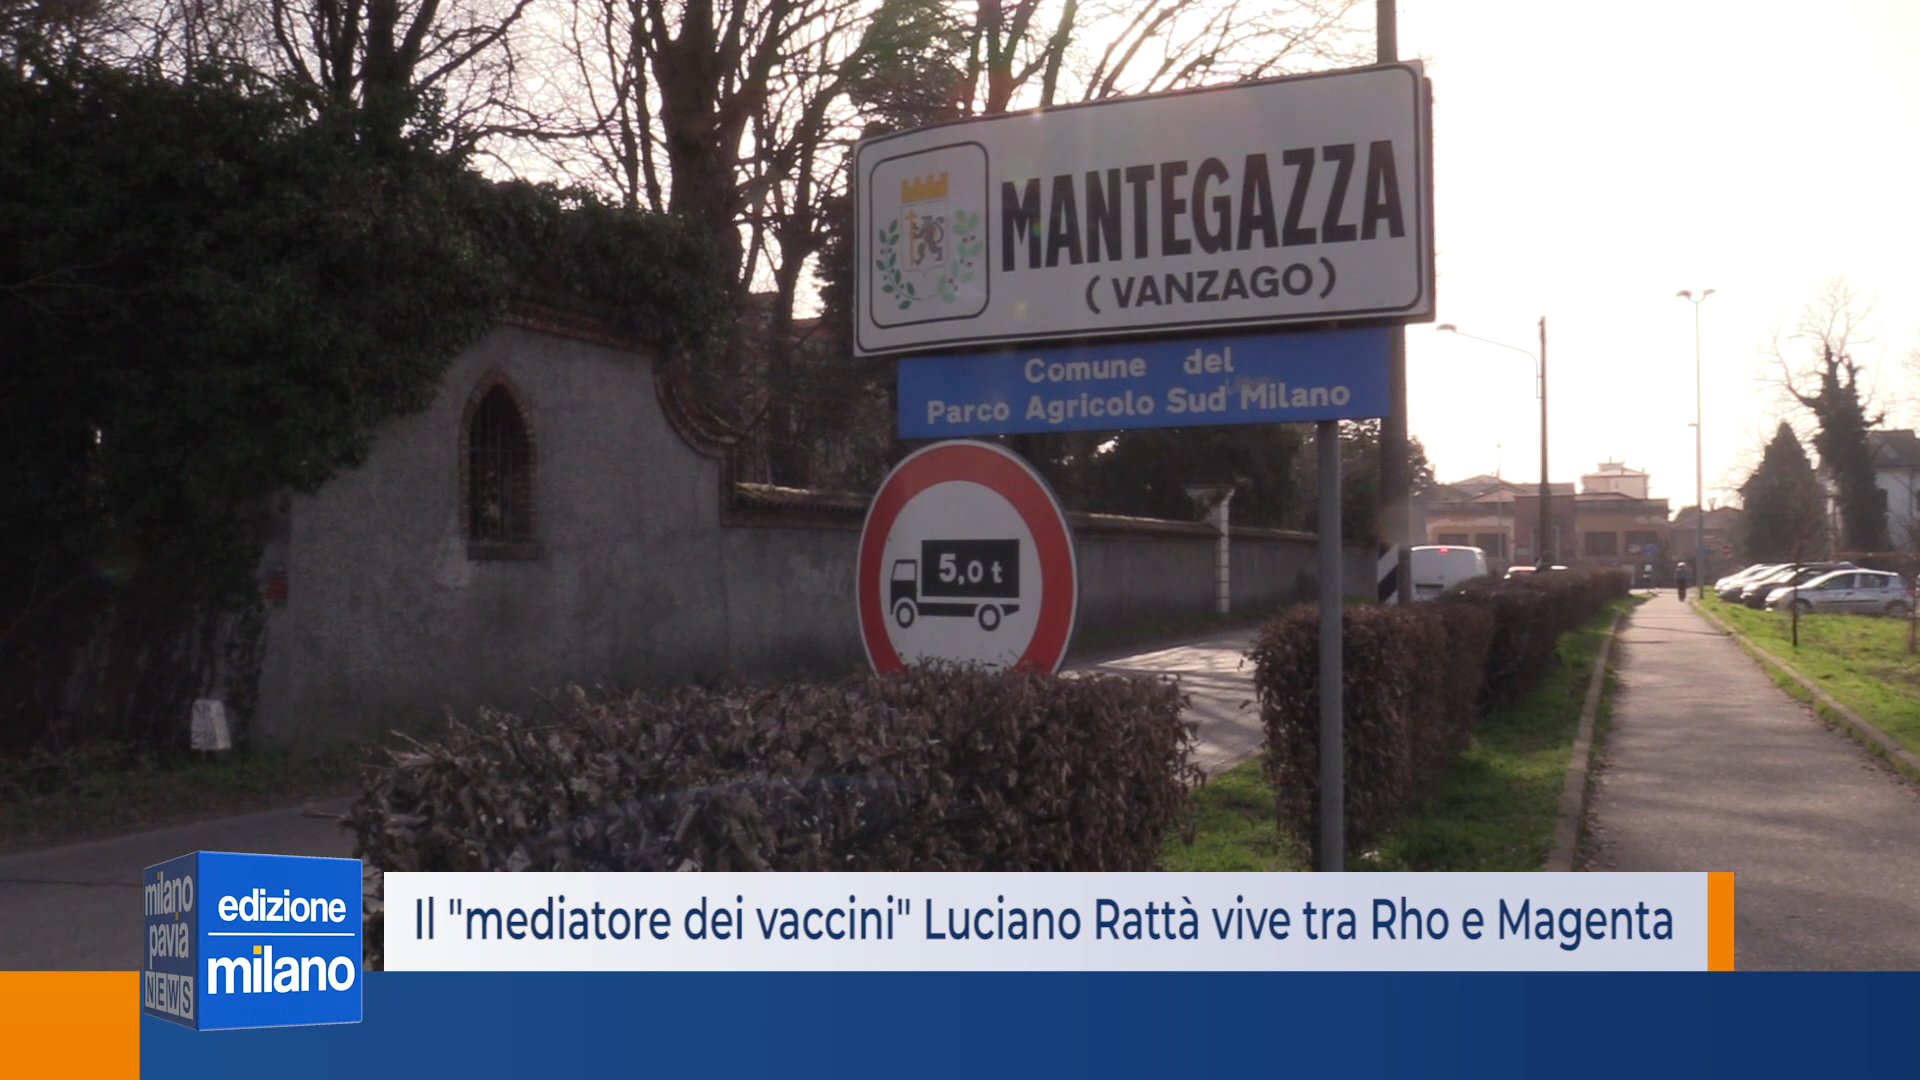 MANTEGAZZA
(VANZAGO)
Comune del
Parco Agricolo Sud Milano
5,0 t
milano
pavia
NEWS
edizione
milano
Il "mediatore dei vaccini" Luciano Rattà vive tra Rho e Magenta